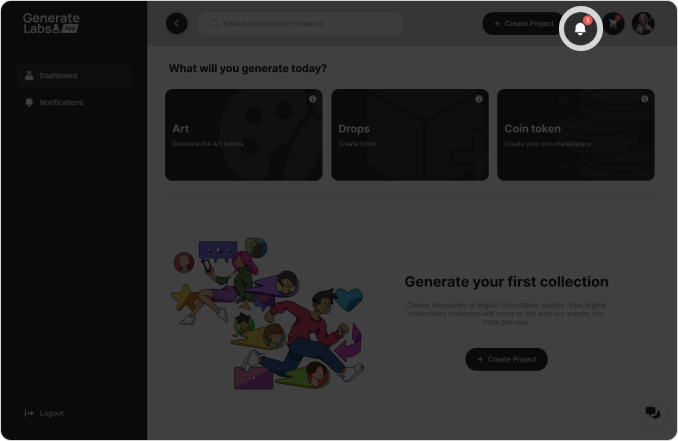 Generate
Labs App
Search collections or creators
+ Create Project
1
Dashboard
Notifications
What will you generate today?
Art
Generate the Art tokens
Drops
Create forms
Coin token
Create your own marketplace
Generate your first collection
Create thousands of digital collectibles quickly. Your digital
collectibles collection will come to life with our simple, no-
code process.
+ Create Project
Logout